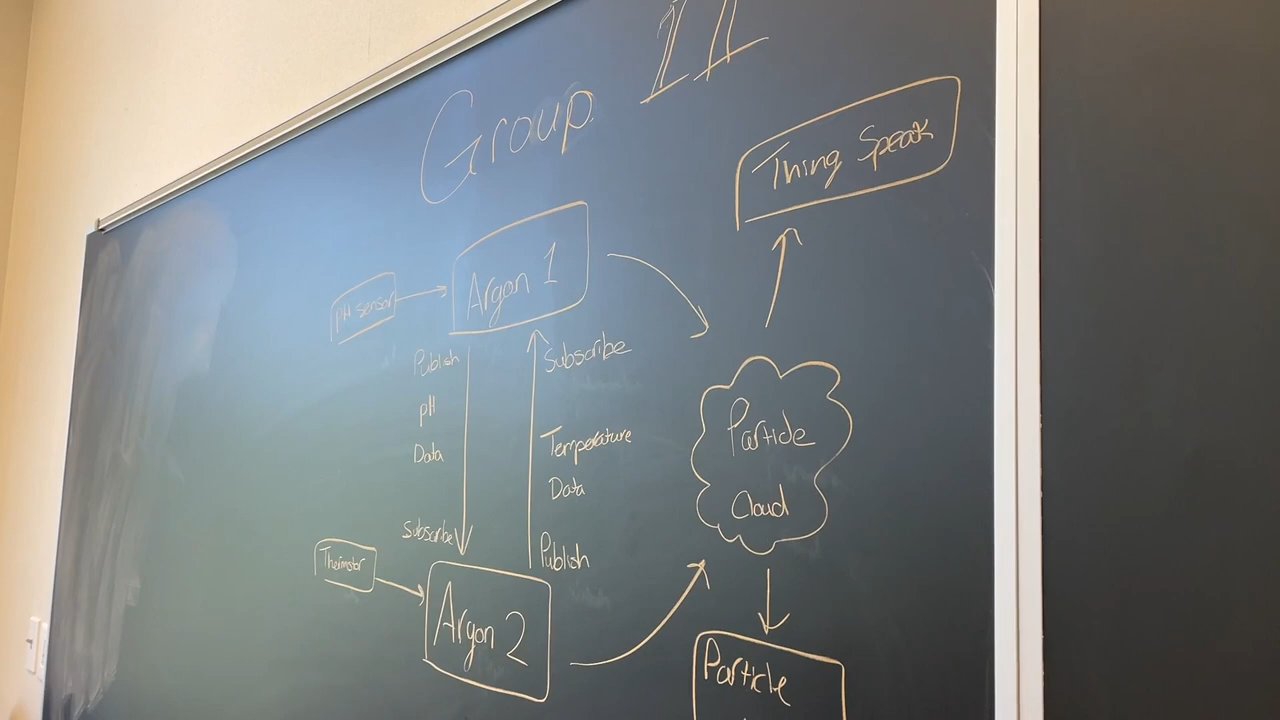 Group 11
Thing Speak
Argon 1
pH sensor
Publish
pH
Data
Subscribe
Subscribe
Temperature
Data
Publish
Particle
Cloud
Thermistor
Argon 2
Particle